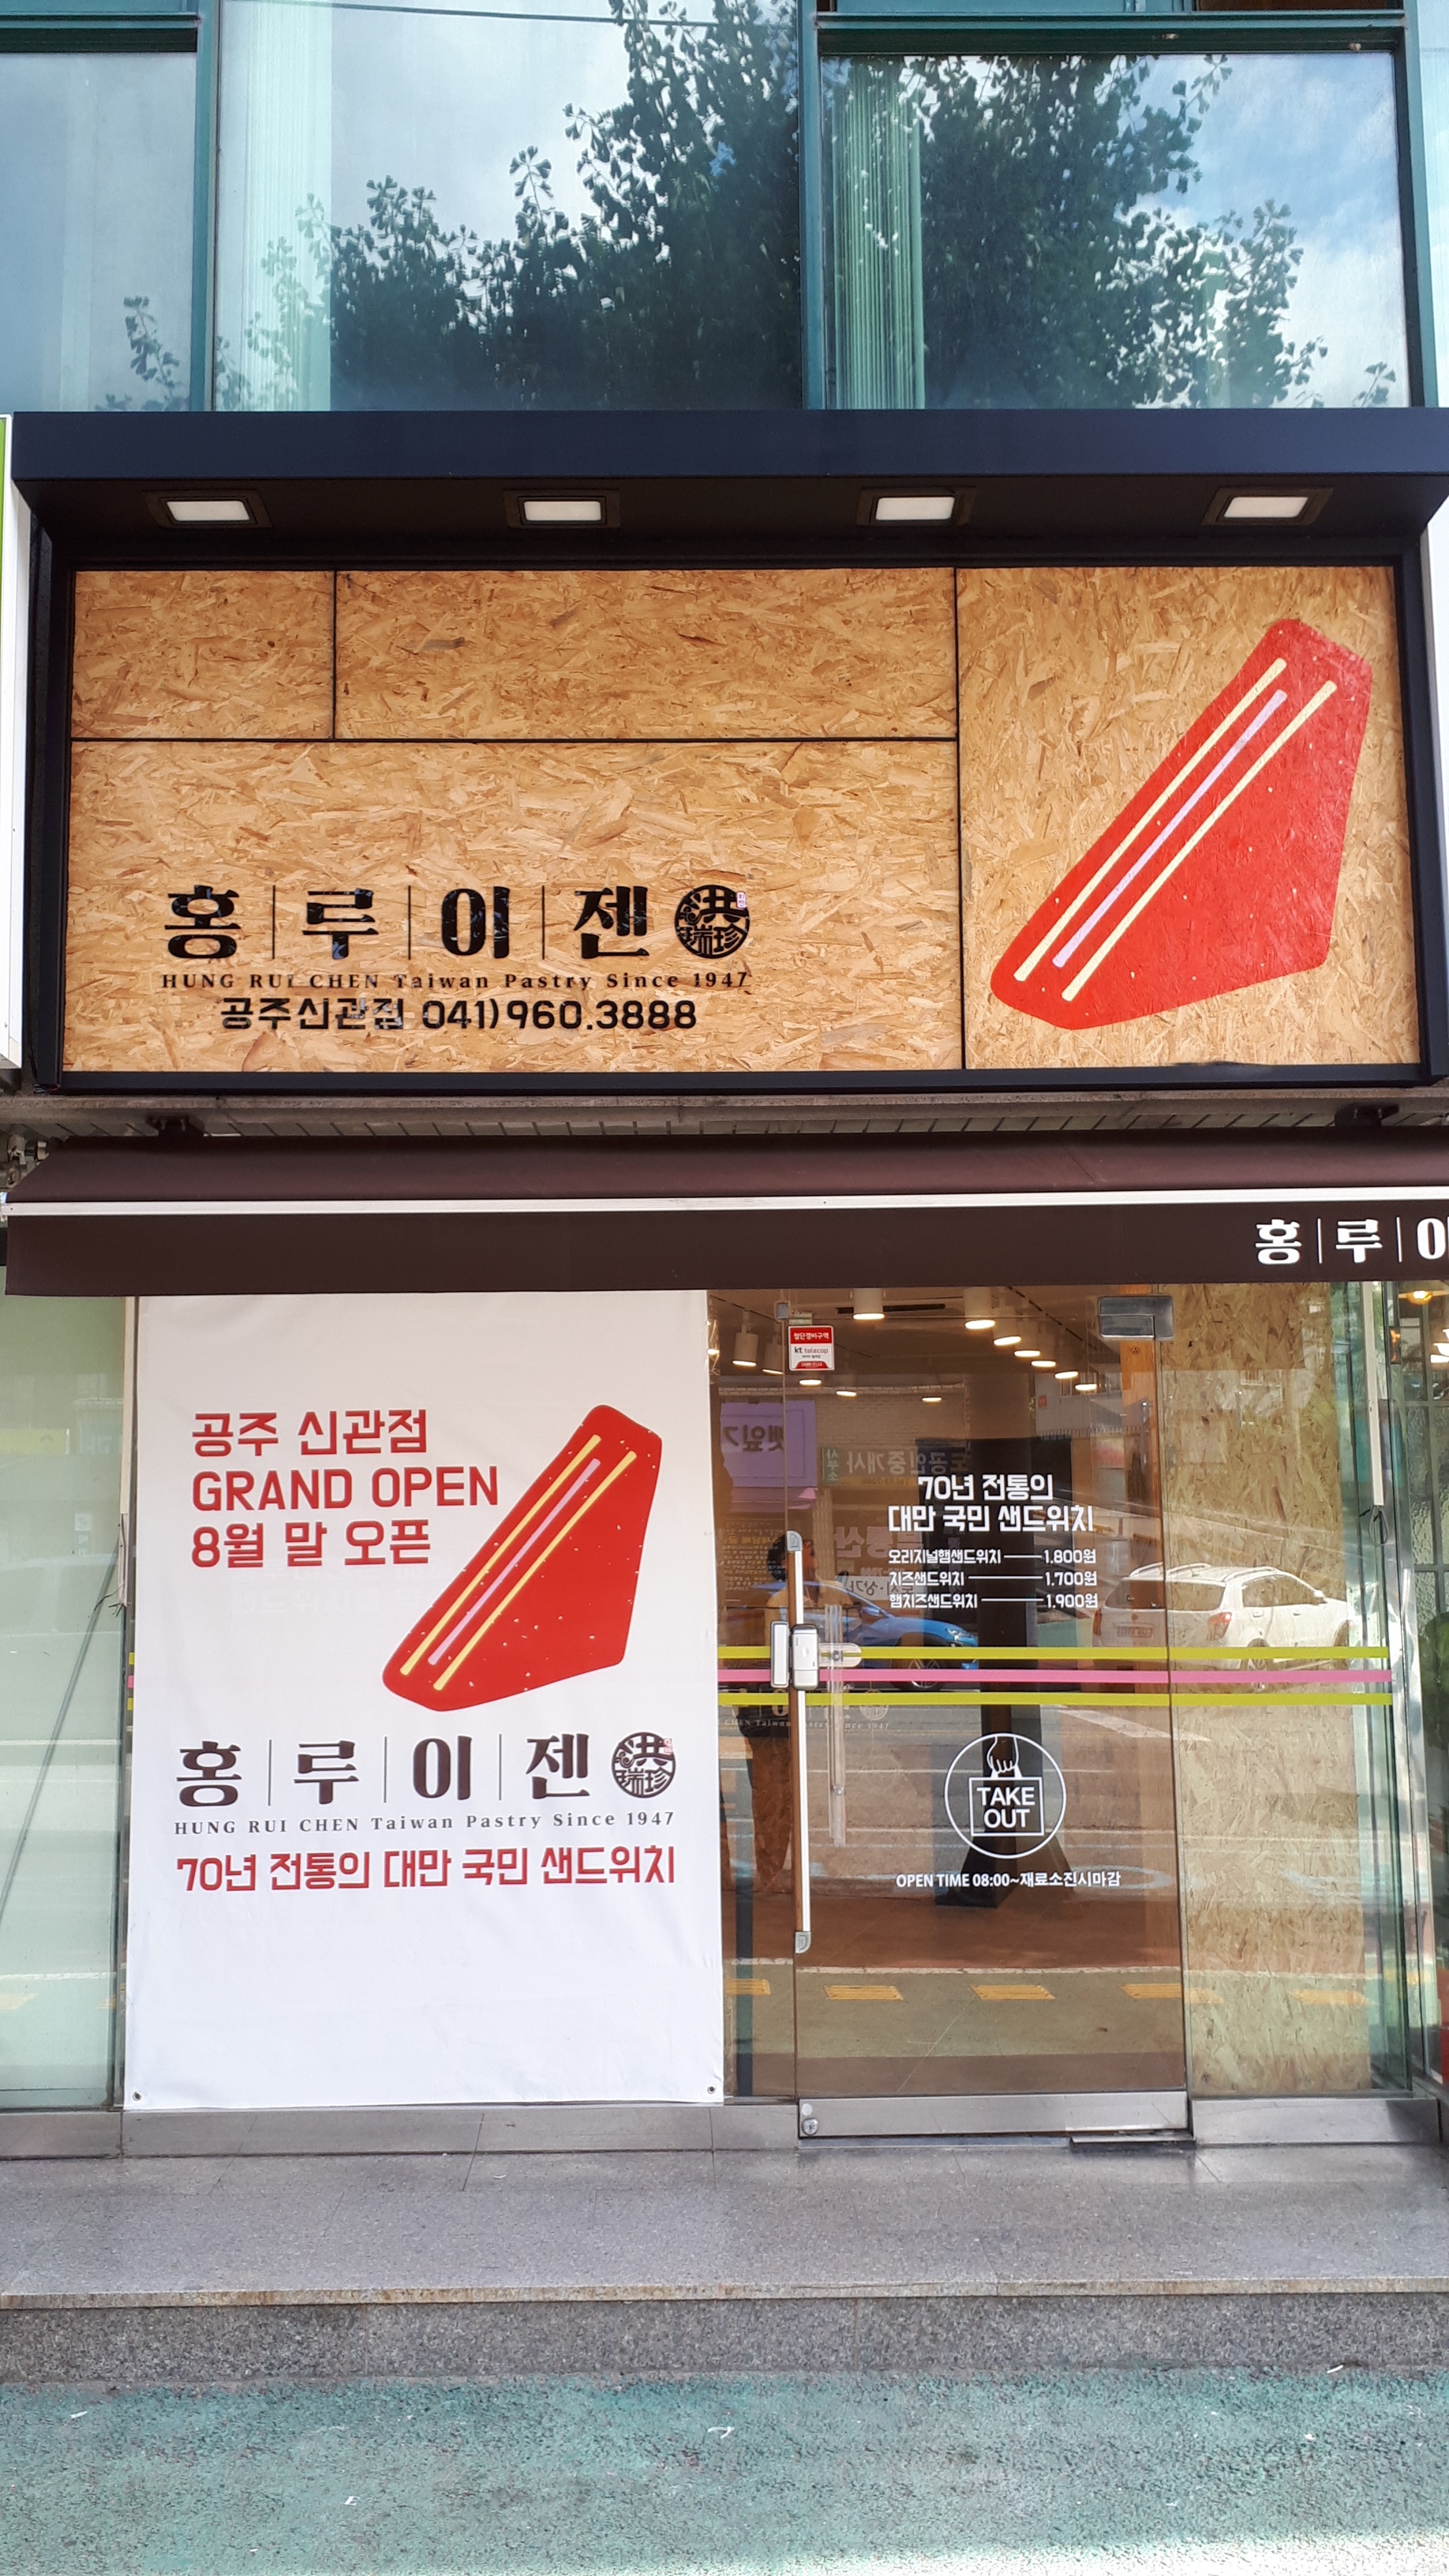 홍루이젠 洪瑞珍
HUNG RUI CHEN Taiwan Pastry Since 1947
공주신관점 041)960.3888
홍루이
공주 신관점
GRAND OPEN
8월 말 오픈
홍루이젠 洪瑞珍
HUNG RUI CHEN Taiwan Pastry Since 1947
70년 전통의 대만 국민 샌드위치
kt telecop
70년 전통의
대만 국민 샌드위치
오리지널햄샌드위치 1.800원
치즈샌드위치 1.700원
햄치즈샌드위치 1.900원
TAKE
OUT
OPEN TIME 08:00~재료소진시마감